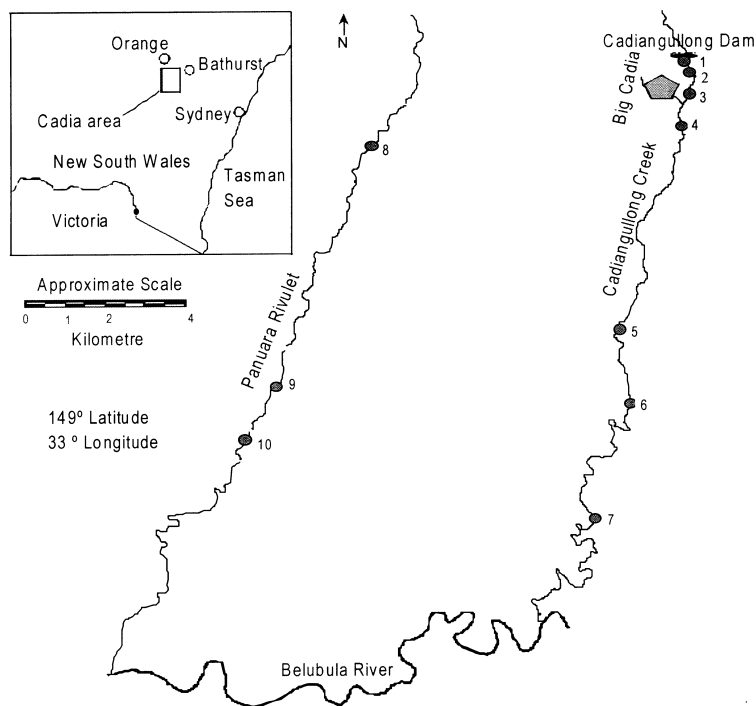 Orange
Bathurst
Cadia area
Sydney
New South Wales
Tasman
Sea
Victoria
N
Approximate Scale
0 1 2 4
Kilometre
149º Latitude
33 º Longitude
Panuara Rivulet
8
9
10
Cadiangullong Dam
Big Cadia
1
2
3
4
Cadiangullong Creek
5
6
7
Belubula River